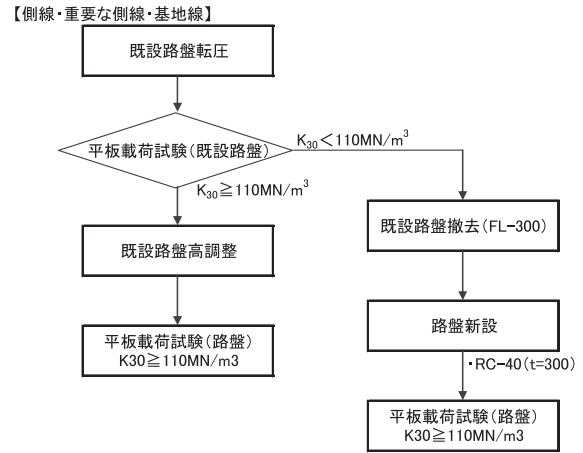 【側線・重要な側線・基地線】
既設路盤転圧
平板載荷試験(既設路盤)
K30<110MN/m3
K30≧110MN/m3
既設路盤高調整
平板載荷試験(路盤)
K30≧110MN/m3
既設路盤撤去(FL-300)
路盤新設
・RC-40(t=300)
平板載荷試験(路盤)
K30≧110MN/m3